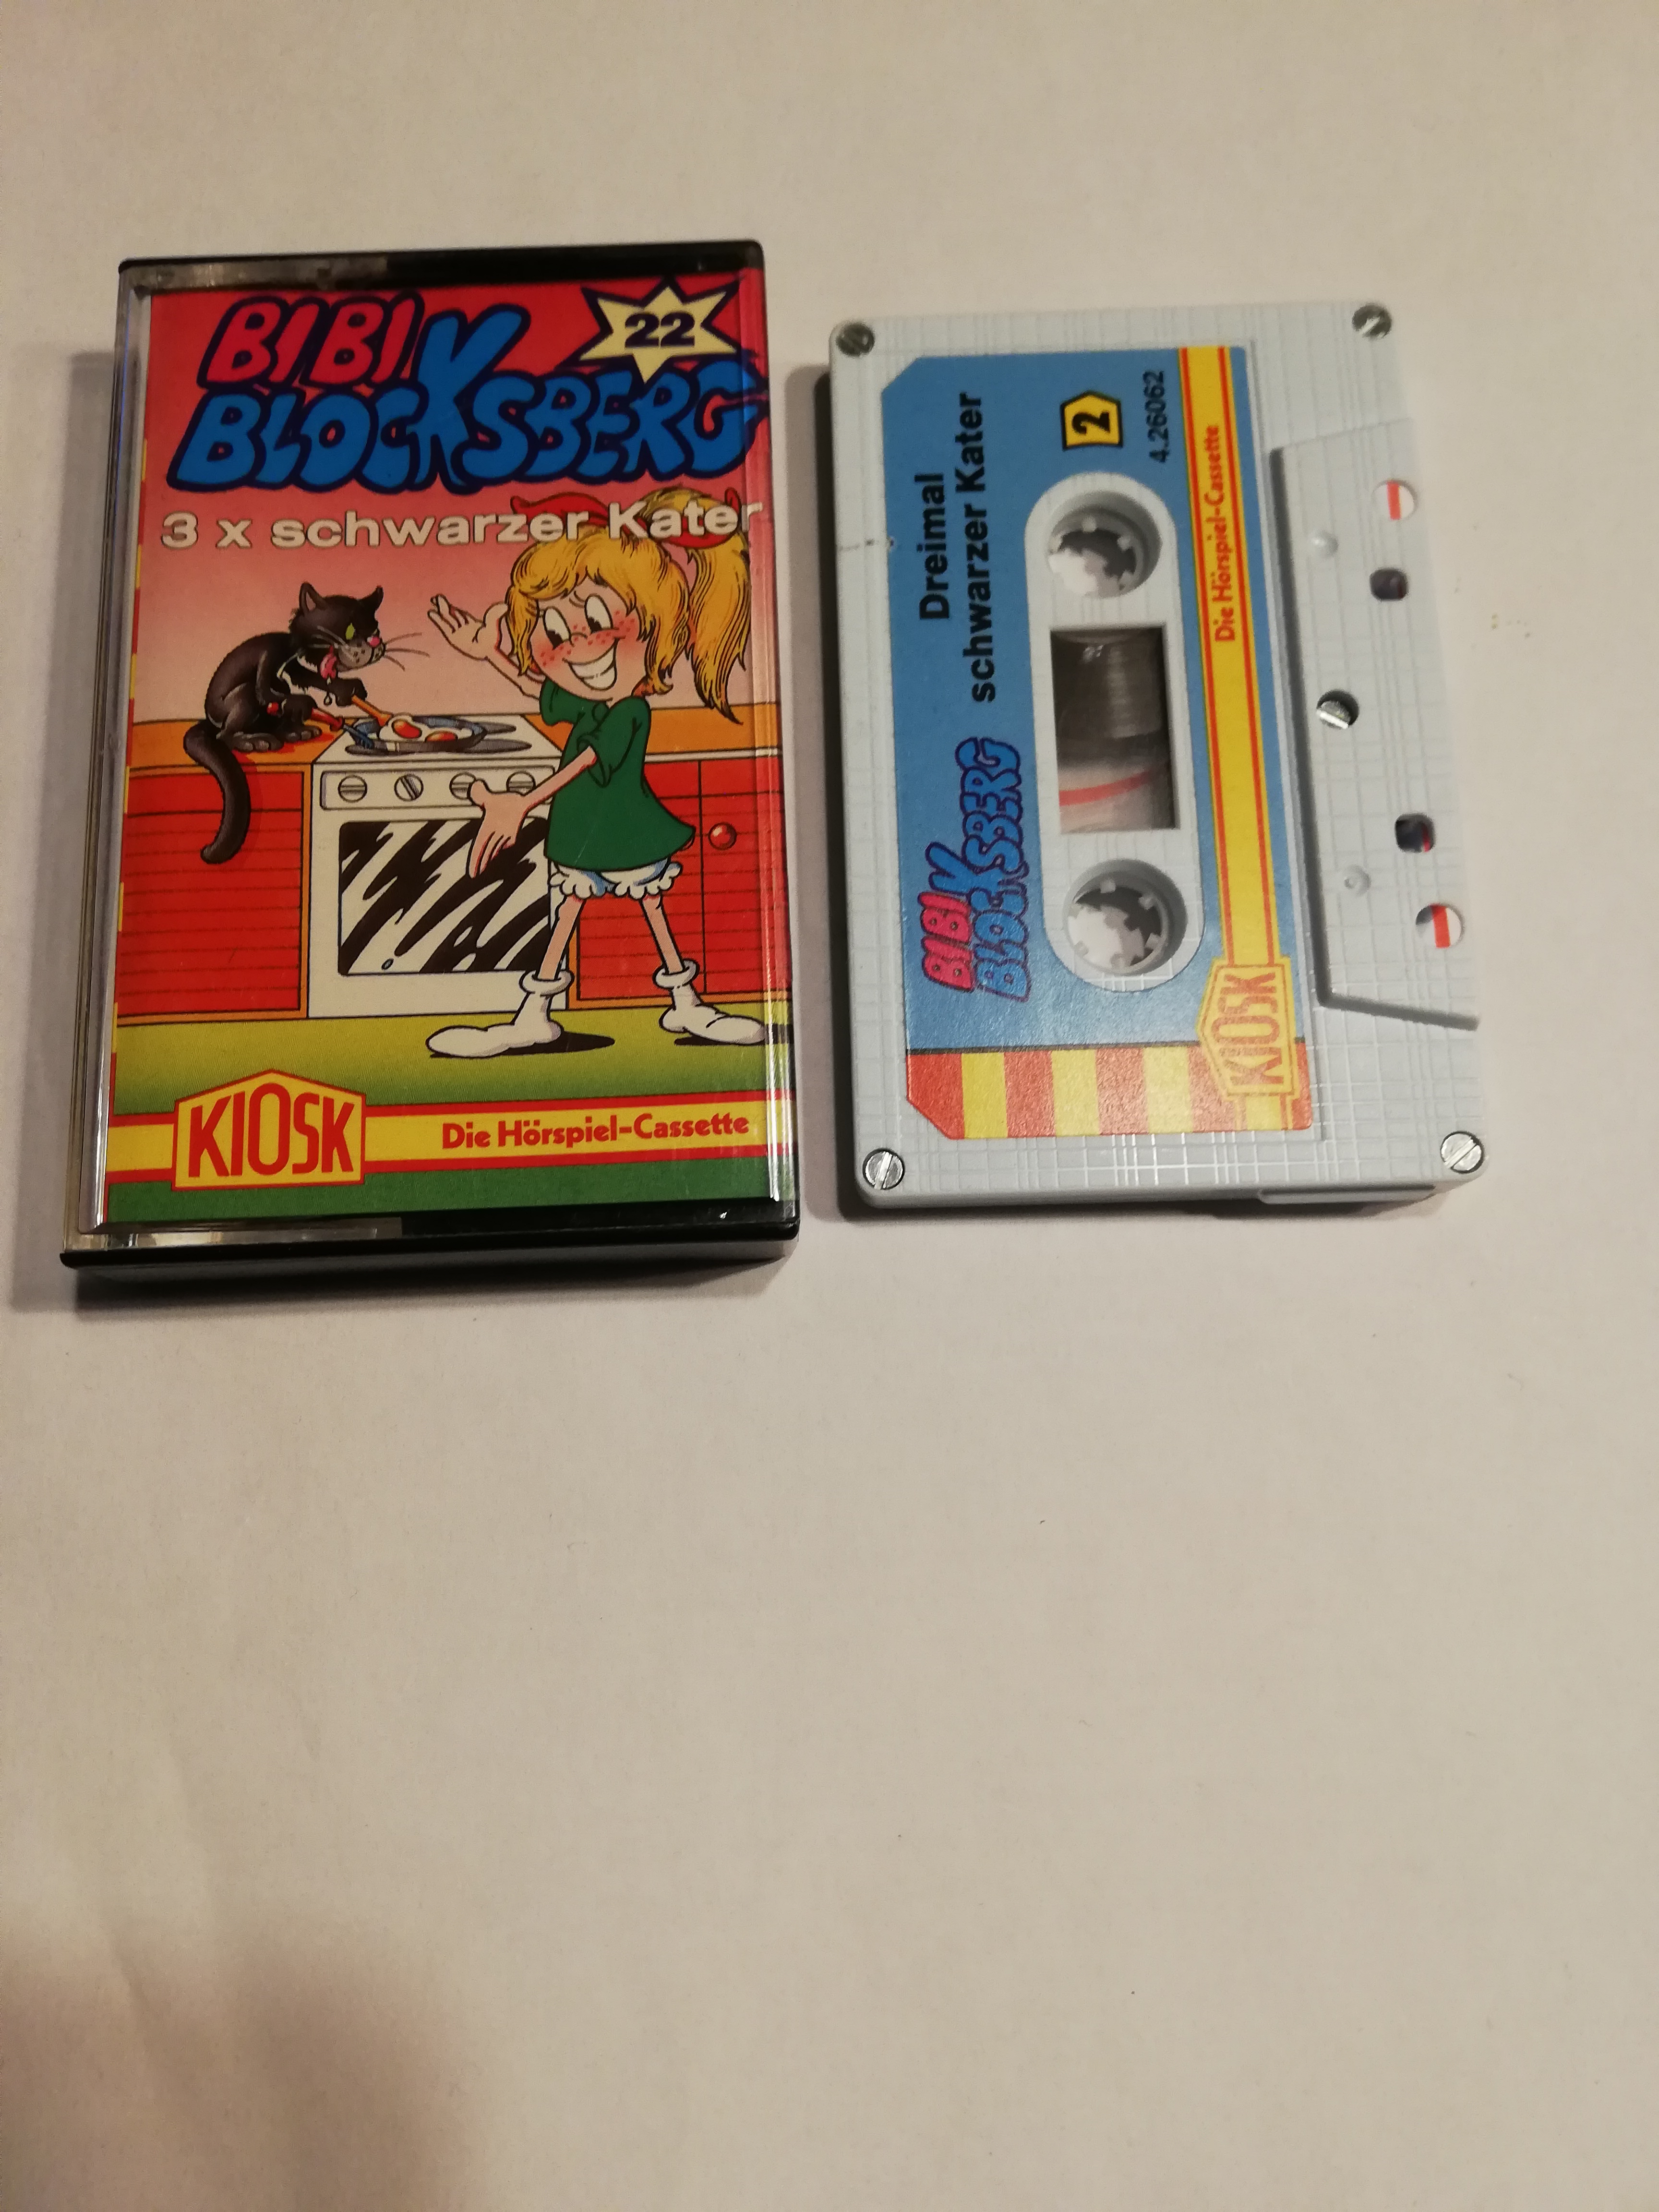 BIBI
BLOCKSBERG
22
3 x schwarzer Kater
KIOSK
Die Hörspiel-Cassette
BIBI
BLOCKSBERG
Dreimal
schwarzer Kater
2
4.26062
KIOSK
Die Hörspiel-Cassette